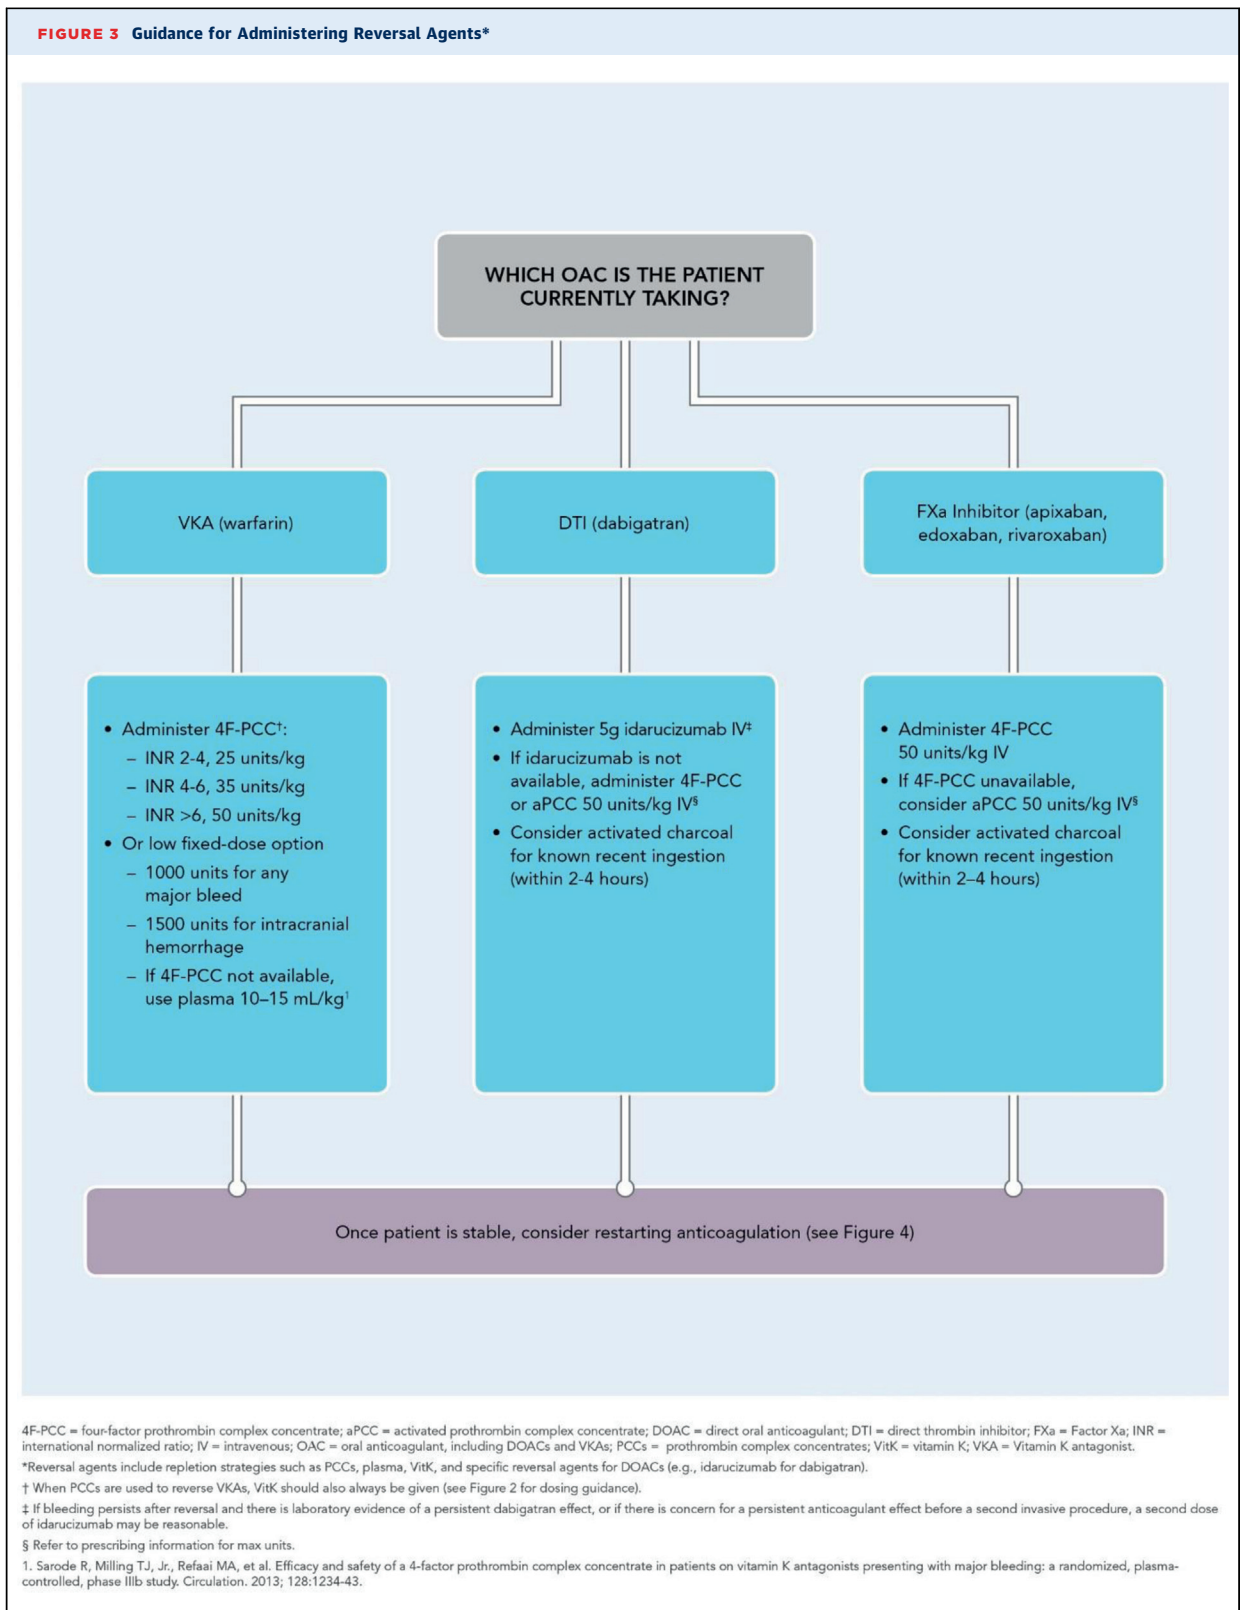 FIGURE 3 Guidance for Administering Reversal Agents*
WHICH OAC IS THE PATIENT
CURRENTLY TAKING?
VKA (warfarin)
DTI (dabigatran)
FXa Inhibitor (apixaban,
edoxaban, rivaroxaban)
• Administer 4F-PCC†:
– INR 2-4, 25 units/kg
– INR 4-6, 35 units/kg
– INR >6, 50 units/kg
• Or low fixed-dose option
– 1000 units for any
major bleed
– 1500 units for intracranial
hemorrhage
– If 4F-PCC not available,
use plasma 10–15 mL/kg¹
• Administer 5g idarucizumab IV‡
• If idarucizumab is not
available, administer 4F-PCC
or aPCC 50 units/kg IV§
• Consider activated charcoal
for known recent ingestion
(within 2-4 hours)
• Administer 4F-PCC
50 units/kg IV
• If 4F-PCC unavailable,
consider aPCC 50 units/kg IV§
• Consider activated charcoal
for known recent ingestion
(within 2–4 hours)
Once patient is stable, consider restarting anticoagulation (see Figure 4)
4F-PCC = four-factor prothrombin complex concentrate; aPCC = activated prothrombin complex concentrate; DOAC = direct oral anticoagulant; DTI = direct thrombin inhibitor; FXa = Factor Xa; INR =
international normalized ratio; IV = intravenous; OAC = oral anticoagulant, including DOACs and VKAs; PCCs = prothrombin complex concentrates; VitK = vitamin K; VKA = Vitamin K antagonist.
*Reversal agents include repletion strategies such as PCCs, plasma, VitK, and specific reversal agents for DOACs (e.g., idarucizumab for dabigatran).
† When PCCs are used to reverse VKAs, VitK should also always be given (see Figure 2 for dosing guidance).
‡ If bleeding persists after reversal and there is laboratory evidence of a persistent dabigatran effect, or if there is concern for a persistent anticoagulant effect before a second invasive procedure, a second dose
of idarucizumab may be reasonable.
§ Refer to prescribing information for max units.
1. Sarode R, Milling TJ, Jr., Refaai MA, et al. Efficacy and safety of a 4-factor prothrombin complex concentrate in patients on vitamin K antagonists presenting with major bleeding: a randomized, plasma-
controlled, phase IIIb study. Circulation. 2013; 128:1234-43.